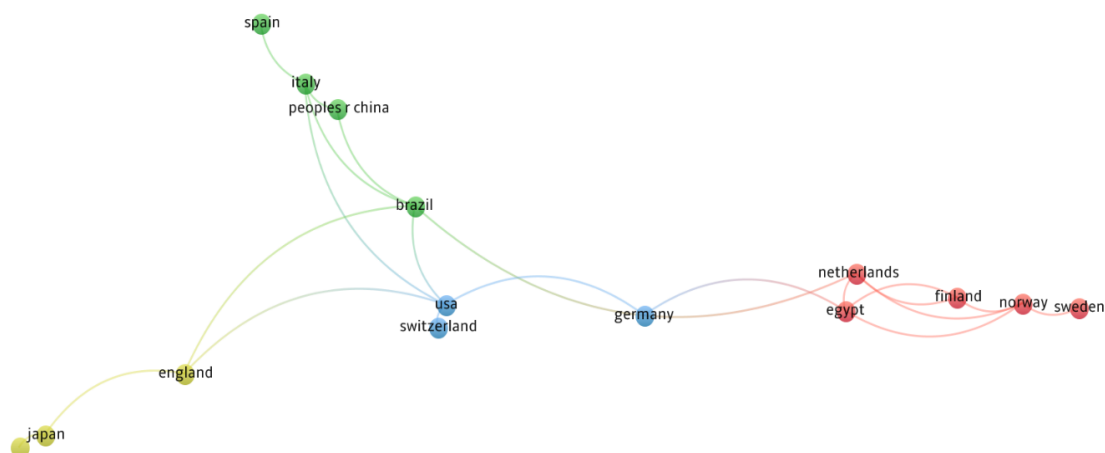 spain
italy
peoples r china
brazil
netherlands
finland
norway
sweden
usa
egypt
germany
switzerland
england
japan